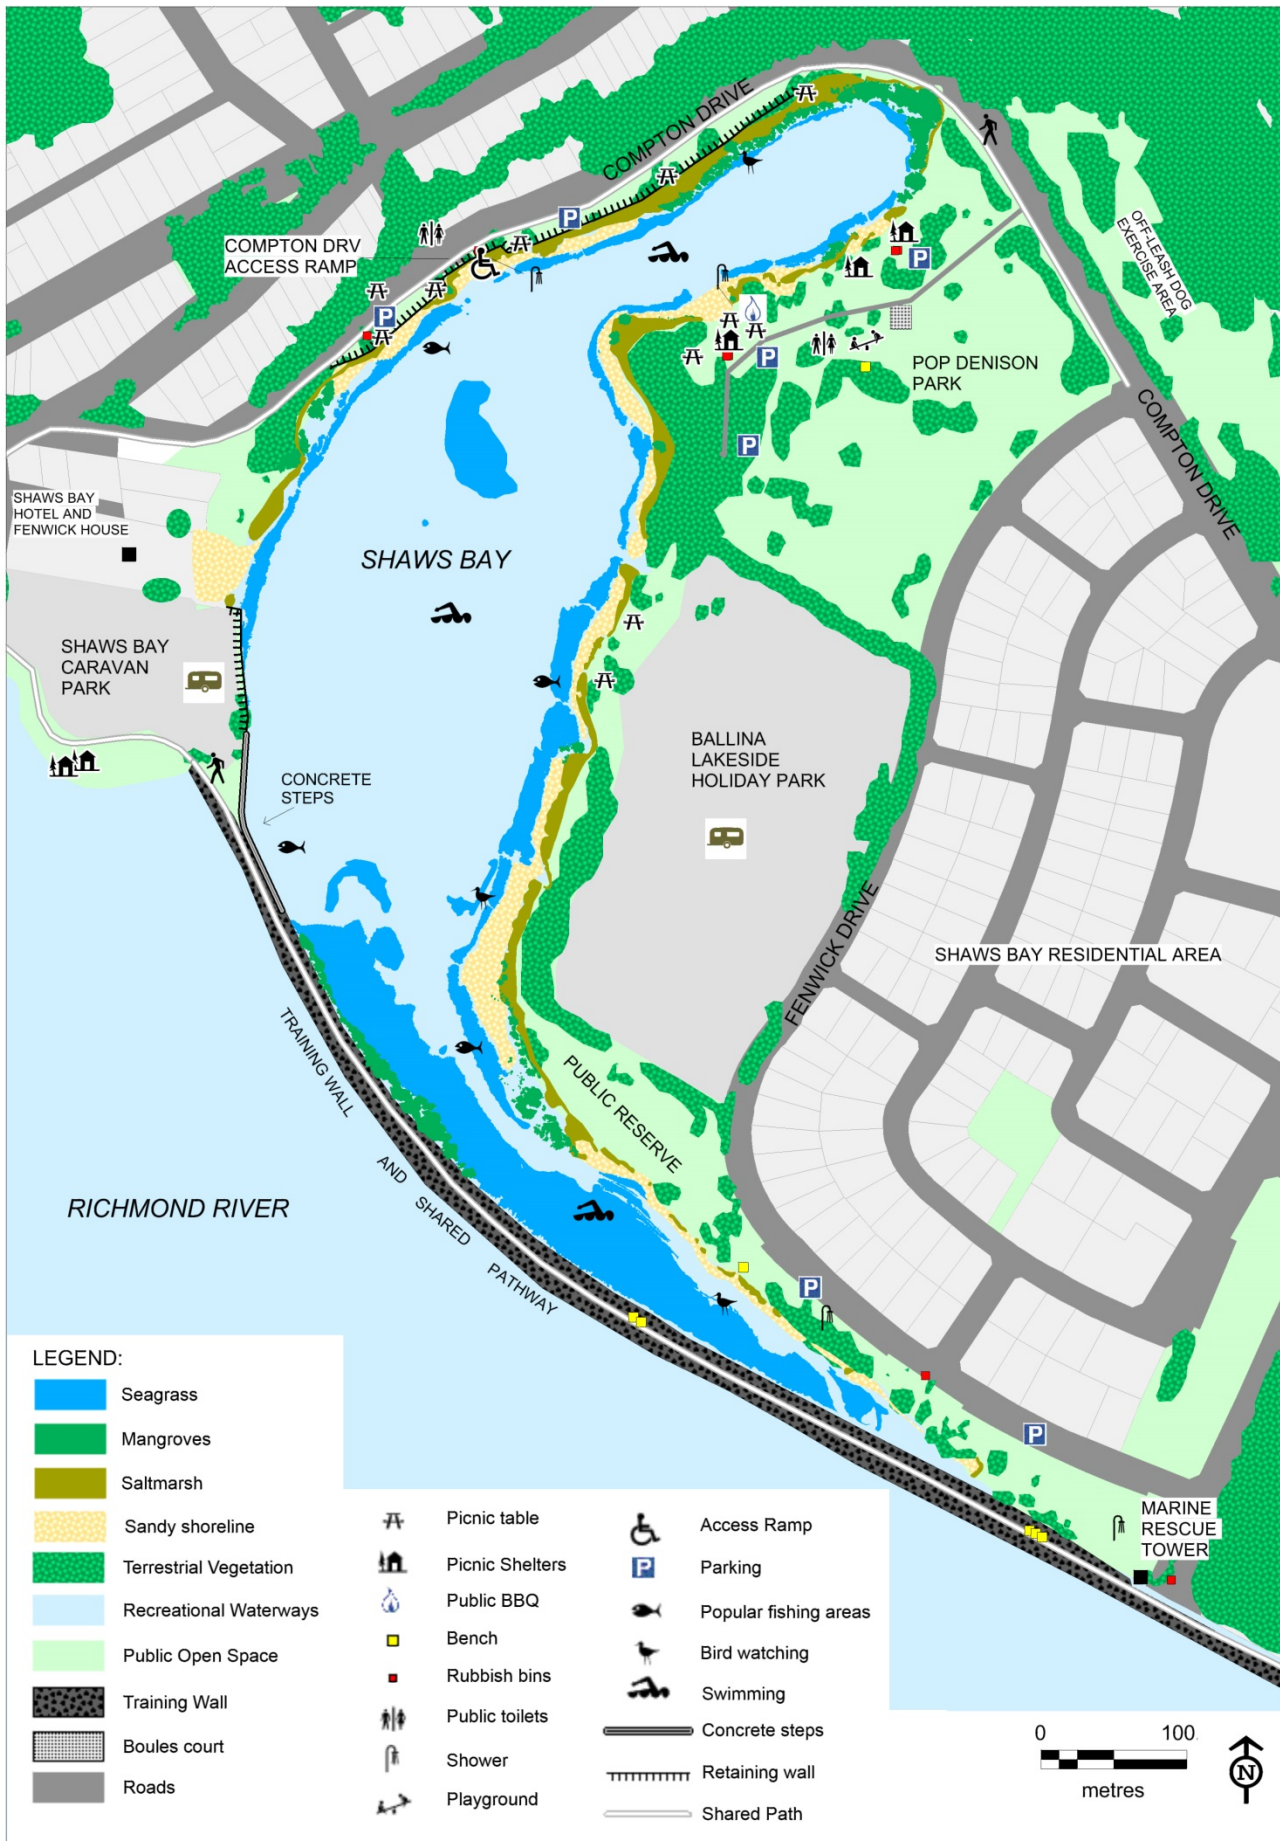 COMPTON DRIVE
OFF-LEASH DOG
EXERCISE AREA
COMPTON DRV
ACCESS RAMP
P
P
P
P
P
POP DENISON
PARK
COMPTON DRIVE
SHAWS BAY
HOTEL AND
FENWICK HOUSE
SHAWS BAY
SHAWS BAY
CARAVAN
PARK
BALLINA
LAKESIDE
HOLIDAY PARK
CONCRETE
STEPS
FENWICK DRIVE
SHAWS BAY RESIDENTIAL AREA
TRAINING WALL
AND
SHARED
PATHWAY
PUBLIC RESERVE
RICHMOND RIVER
P
P
MARINE
RESCUE
TOWER
LEGEND:
Seagrass
Mangroves
Saltmarsh
Sandy shoreline
Terrestrial Vegetation
Recreational Waterways
Public Open Space
Training Wall
Boules court
Roads
Picnic table
Picnic Shelters
Public BBQ
Bench
Rubbish bins
Public toilets
Shower
Playground
Access Ramp
P
Parking
Popular fishing areas
Bird watching
Swimming
Concrete steps
Retaining wall
Shared Path
0 100
metres
N